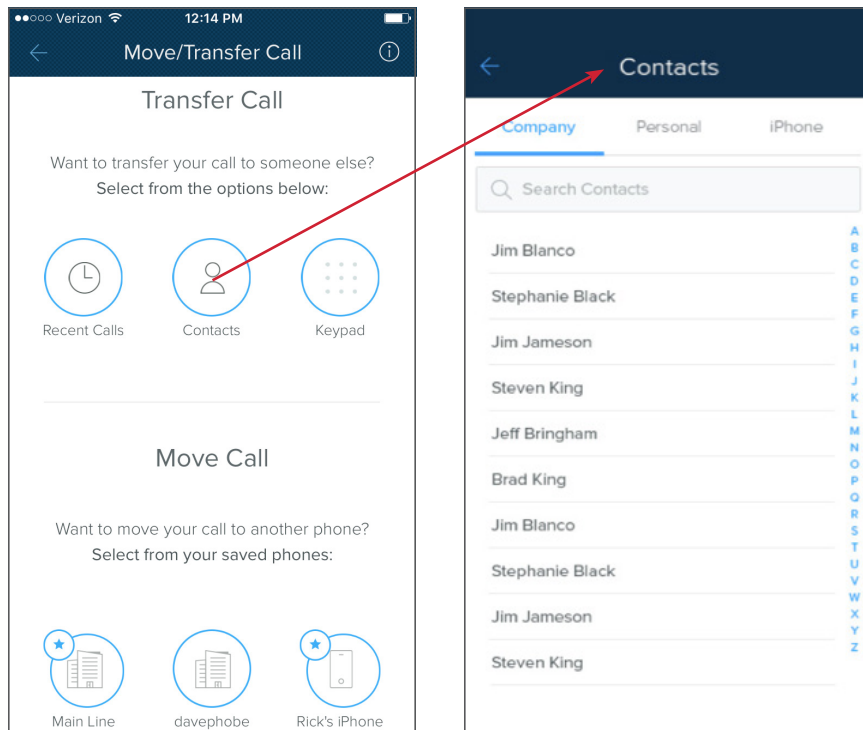 Verizon 12:14 PM
Move/Transfer Call
Transfer Call
Want to transfer your call to someone else?
Select from the options below:
Recent Calls Contacts Keypad
Move Call
Want to move your call to another phone?
Select from your saved phones:
Main Line davephobe Rick's iPhone
Contacts
Company Personal iPhone
Search Contacts
Jim Blanco
Stephanie Black
Jim Jameson
Steven King
Jeff Bringham
Brad King
Jim Blanco
Stephanie Black
Jim Jameson
Steven King
A
B
C
D
E
F
G
H
I
J
K
L
M
N
O
P
Q
R
S
T
U
V
W
X
Y
Z